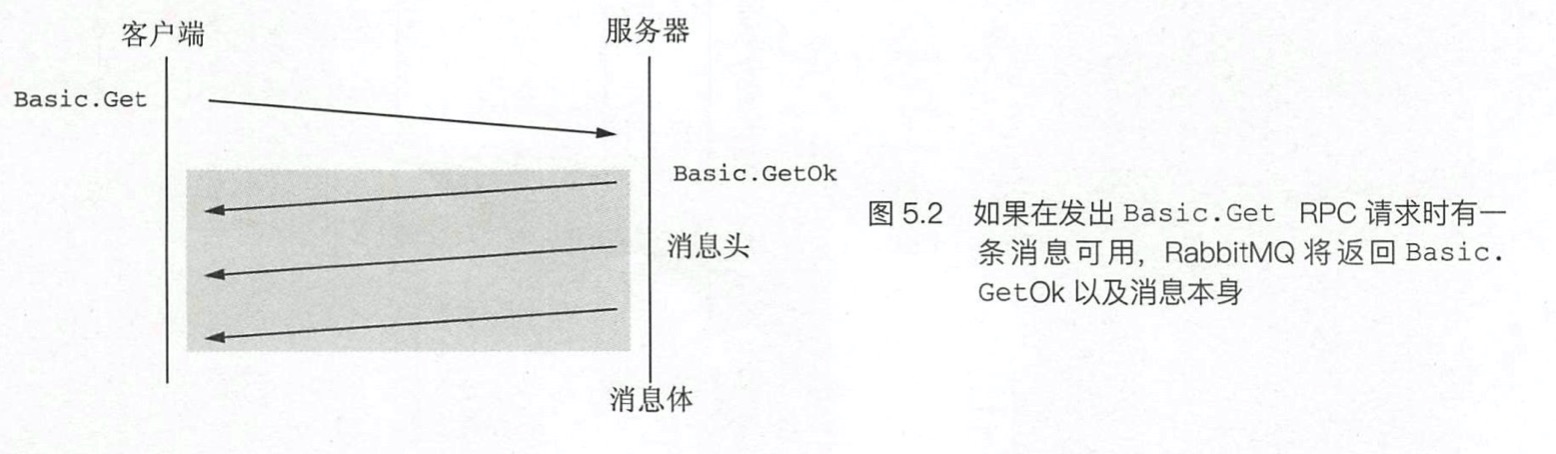 客户端
服务器
Basic.Get
Basic.GetOk
消息头
消息体
图 5.2 如果在发出 Basic.Get RPC 请求时有一
条消息可用，RabbitMQ 将返回 Basic.
GetOk 以及消息本身